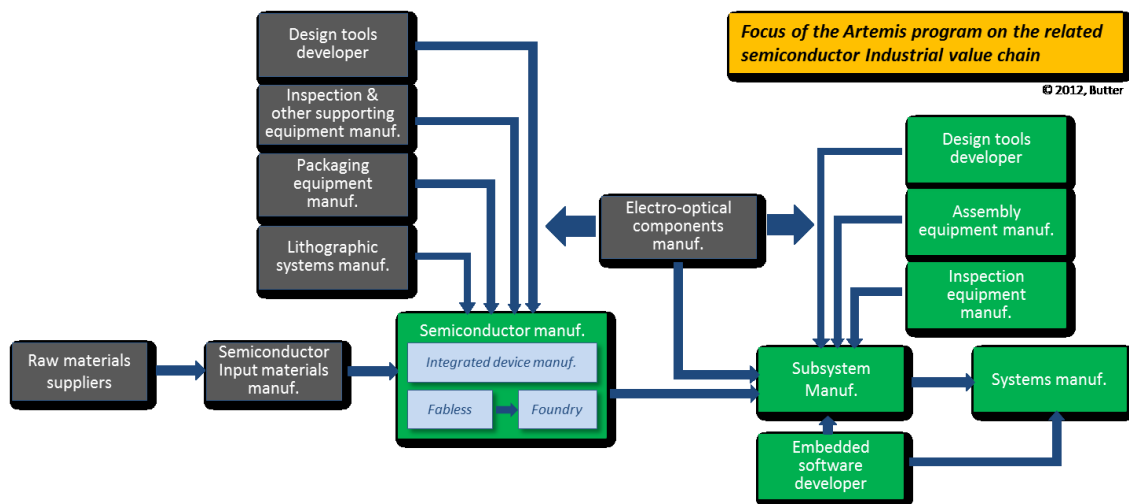 Design tools
developer
Focus of the Artemis program on the related
semiconductor Industrial value chain
© 2012, Butter
Inspection &
other supporting
equipment manuf.
Packaging
equipment
manuf.
Lithographic
systems manuf.
Electro-optical
components
manuf.
Design tools
developer
Assembly
equipment manuf.
Inspection
equipment
manuf.
Raw materials
suppliers
Semiconductor
Input materials
manuf.
Semiconductor manuf.
Integrated device manuf.
Fabless
Foundry
Subsystem
Manuf.
Systems manuf.
Embedded
software
developer